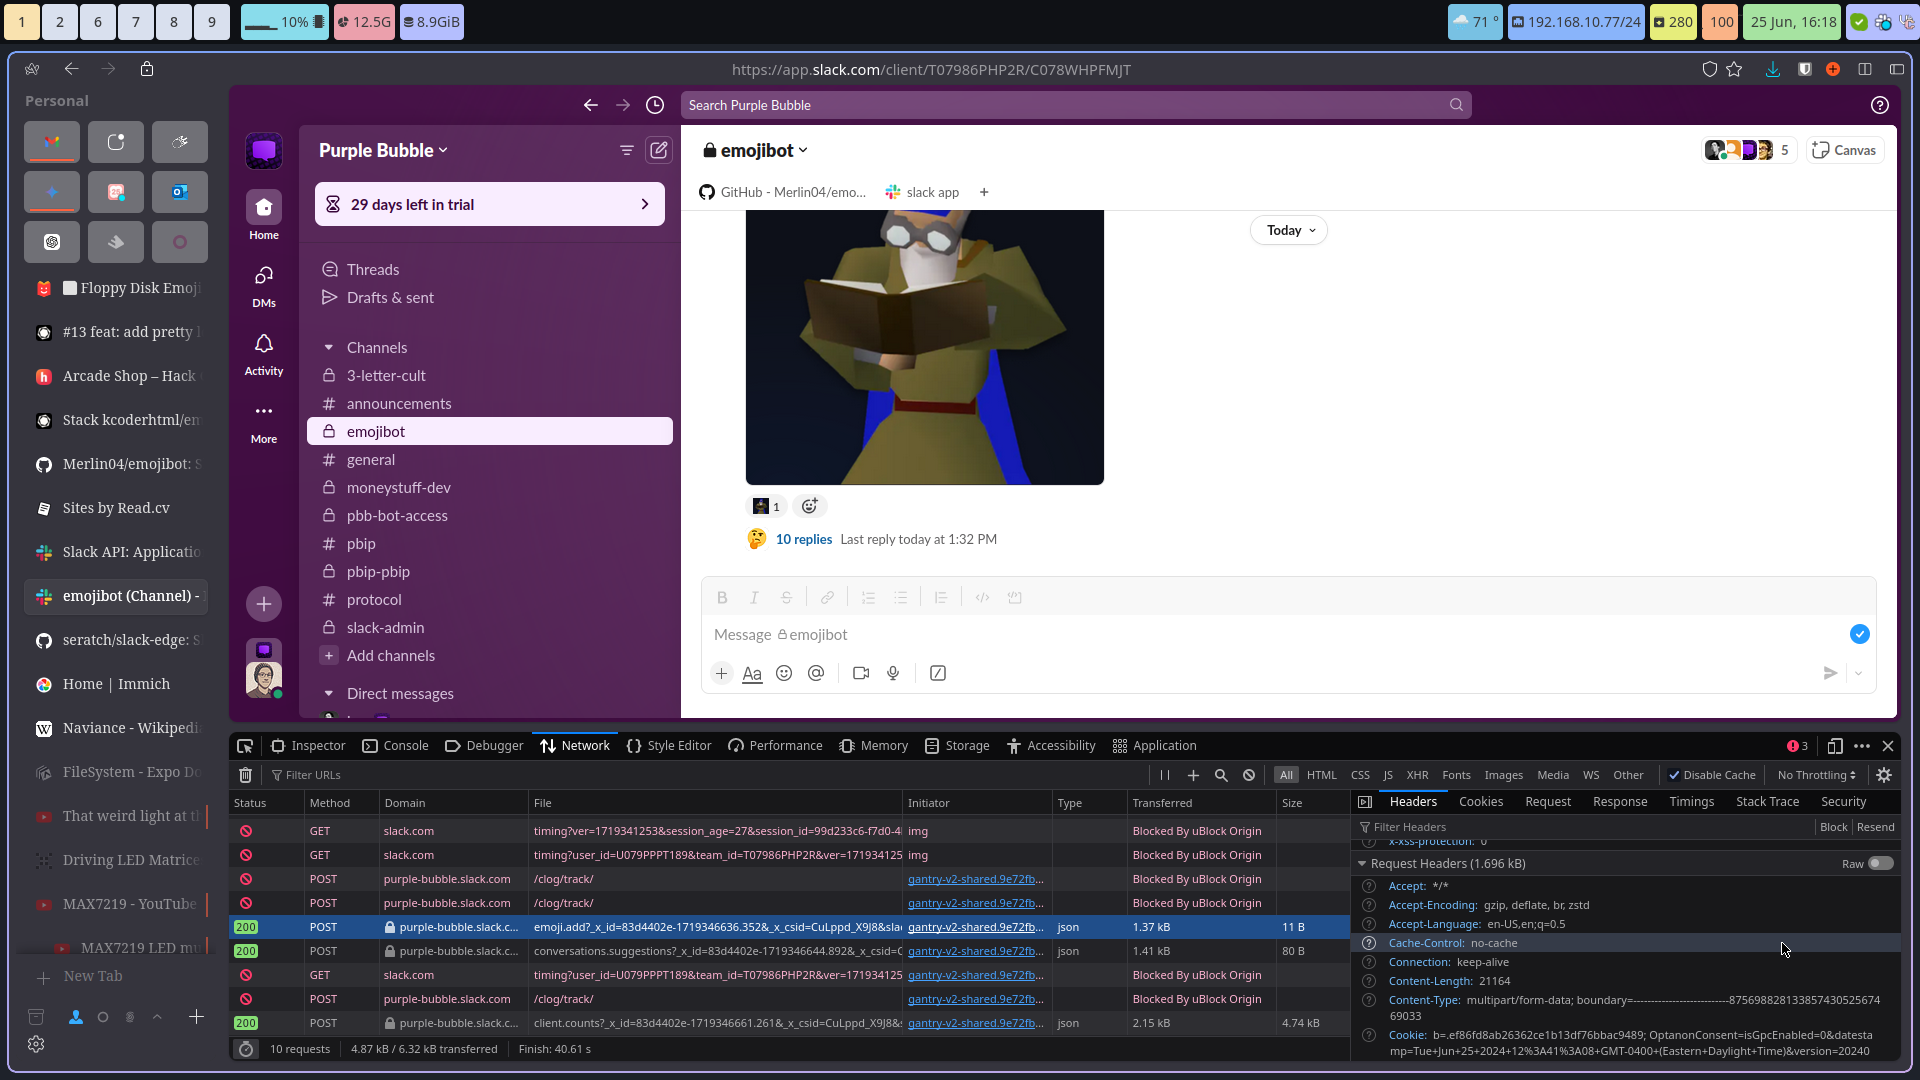 1 2 6 7 8 9 10% 12.5G 8.9GiB 71 ° 192.168.10.77/24 280 100 25 Jun, 16:18
https://app.slack.com/client/T07986PHP2R/C078WHPFMJT
Personal
Floppy Disk Emoji
#13 feat: add pretty
Arcade Shop – Hack
Stack kcoderhtml/em
Merlin04/emojibot: S
Sites by Read.cv
Slack API: Applicatio
emojibot (Channel) -
seratch/slack-edge: S
Home | Immich
Naviance - Wikipedi
FileSystem - Expo Do
That weird light at t
Driving LED Matrice
MAX7219 - YouTube
MAX7219 LED mu
New Tab
Search Purple Bubble
Home
DMs
Activity
More
Purple Bubble
29 days left in trial
Threads
Drafts & sent
Channels
3-letter-cult
announcements
emojibot
general
moneystuff-dev
pbb-bot-access
pbip
pbip-pbip
protocol
slack-admin
Add channels
Direct messages
emojibot
5 Canvas
GitHub - Merlin04/emo... slack app
Today
1
10 replies Last reply today at 1:32 PM
Message emojibot
Aa
Inspector Console Debugger Network Style Editor Performance Memory Storage Accessibility Application 3
Filter URLs All HTML CSS JS XHR Fonts Images Media WS Other Disable Cache No Throttling
Status Method Domain File Initiator Type Transferred Size
GET slack.com timing?ver=1719341253&session_age=27&session_id=99d233c6-f7d0-4 img Blocked By uBlock Origin
GET slack.com timing?user_id=U079PPPT189&team_id=T07986PHP2R&ver=171934125 img Blocked By uBlock Origin
POST purple-bubble.slack.com /clog/track/ gantry-v2-shared.9e72fb... Blocked By uBlock Origin
POST purple-bubble.slack.com /clog/track/ gantry-v2-shared.9e72fb... Blocked By uBlock Origin
200 POST purple-bubble.slack.c... emoji.add?_x_id=83d4402e-1719346636.352&_x_csid=CuLppd_X9J8&sla gantry-v2-shared.9e72fb... json 1.37 kB 11 B
200 POST purple-bubble.slack.c... conversations.suggestions?_x_id=83d4402e-1719346644.892&_x_csid=C gantry-v2-shared.9e72fb... json 1.41 kB 80 B
GET slack.com timing?user_id=U079PPPT189&team_id=T07986PHP2R&ver=171934125 gantry-v2-shared.9e72fb... Blocked By uBlock Origin
POST purple-bubble.slack.com /clog/track/ gantry-v2-shared.9e72fb... Blocked By uBlock Origin
200 POST purple-bubble.slack.c... client.counts?_x_id=83d4402e-1719346661.261&_x_csid=CuLppd_X9J8& gantry-v2-shared.9e72fb... json 2.15 kB 4.74 kB
10 requests 4.87 kB / 6.32 kB transferred Finish: 40.61 s
Headers Cookies Request Response Timings Stack Trace Security
Filter Headers Block Resend
x-xss-protection: 0
Request Headers (1.696 kB) Raw
Accept: */*
Accept-Encoding: gzip, deflate, br, zstd
Accept-Language: en-US,en;q=0.5
Cache-Control: no-cache
Connection: keep-alive
Content-Length: 21164
Content-Type: multipart/form-data; boundary=---------------------------875698828133857430525674
69033
Cookie: b=.ef86fd8ab26362ce1b13df76bbac9489; OptanonConsent=isGpcEnabled=0&datesta
mp=Tue+Jun+25+2024+12%3A41%3A08+GMT-0400+(Eastern+Daylight+Time)&version=20240